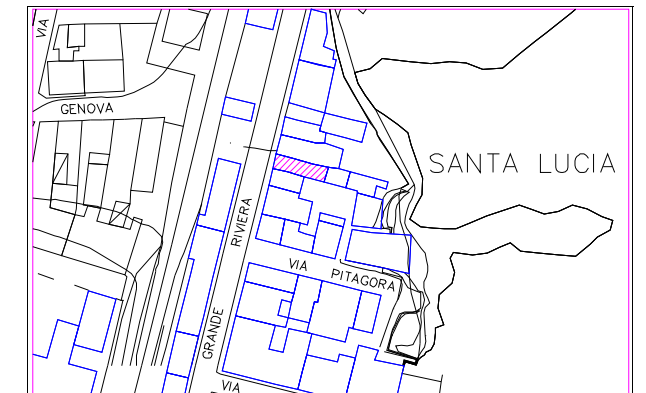 VIA
GENOVA
SANTA LUCIA
RIVIERA
VIA PITAGORA
GRANDE
VIA